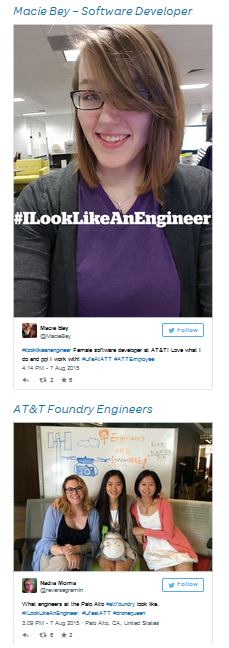 Macie Bey – Software Developer
#ILookLikeAnEngineer
Macie Bey
@MacieBey
Follow
#ilooklikeanengineer Female software developer at AT&T! Love what I
do and ppl I work with! #LifeAtATT #ATTEmployee
4:14 PM - 7 Aug 2015
2 8
AT&T Foundry Engineers
Engineers
@
Nadia Morris
@reversegremlin
Follow
What engineers at the Palo Alto #attfoundry look like.
#ILookLikeAnEngineer #LifeatATT #dronequeen
3:09 PM - 7 Aug 2015 · Palo Alto, CA, United States
6 2